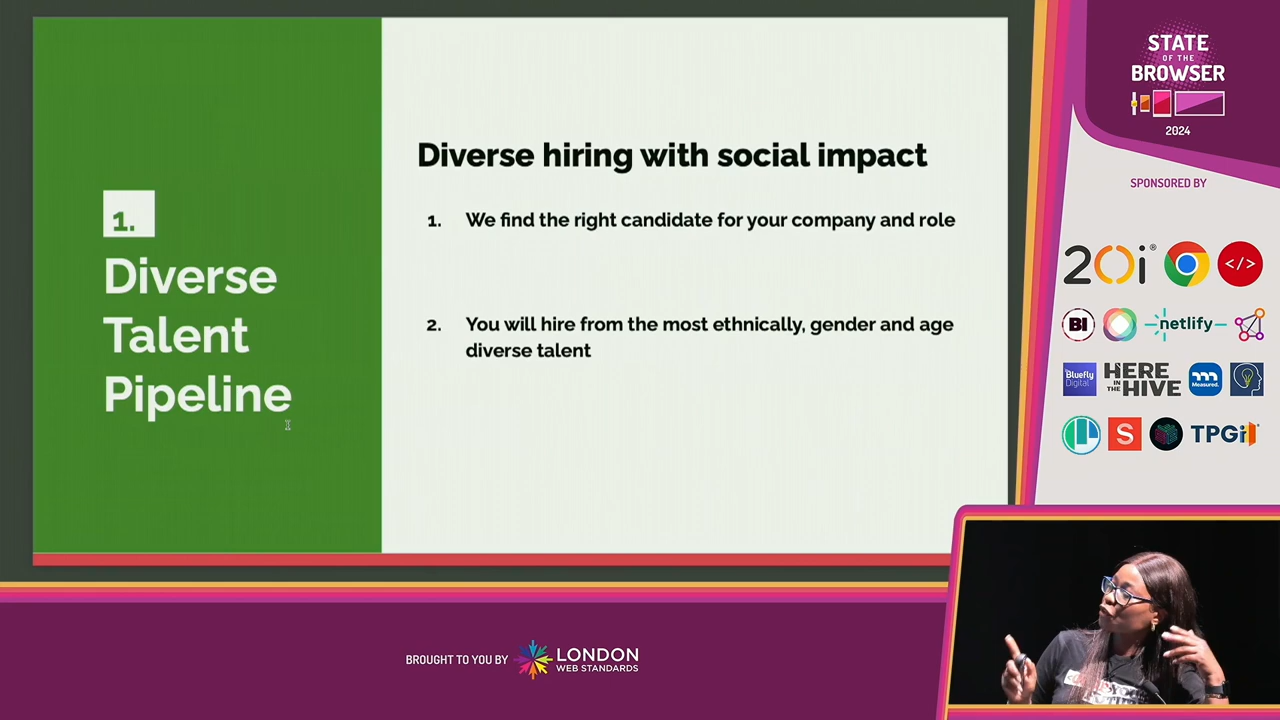 1.
Diverse
Talent
Pipeline
Diverse hiring with social impact
1. We find the right candidate for your company and role
2. You will hire from the most ethnically, gender and age
diverse talent
STATE
OF THE
BROWSER
2024
SPONSORED BY
20i®
</>
BI
netlify
Bluefly
Digital
HERE
IN THE
HIVE
Measured.
S
TPGi
BROUGHT TO YOU BY
LONDON
WEB STANDARDS